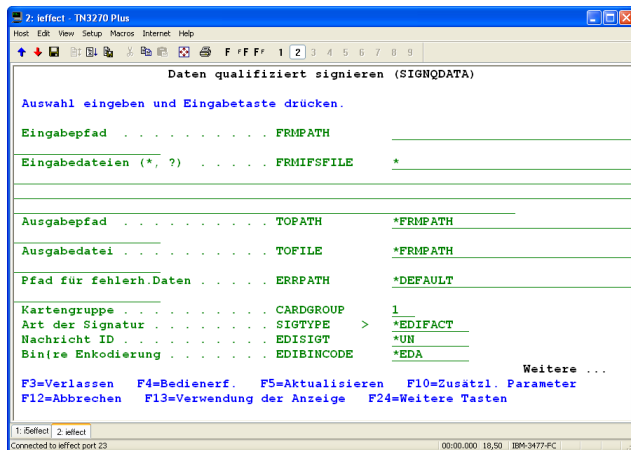 2: ieffect - TN3270 Plus
Host Edit View Setup Macros Internet Help
F F F F F 1 2 3 4 5 6 7 8 9
Daten qualifiziert signieren (SIGNQDATA)
Auswahl eingeben und Eingabetaste drücken.
Eingabepfad . . . . . . . . . . FRMPATH
Eingabedateien (*, ?) . . . . . FRMIFSFILE *
Ausgabepfad . . . . . . . . . . TOPATH *FRMPATH
Ausgabedatei . . . . . . . . . . TOFILE *FRMPATH
Pfad für fehlerh.Daten . . . . . ERRPATH *DEFAULT
Kartengruppe . . . . . . . . . . CARDGROUP 1
Art der Signatur . . . . . . . . SIGTYPE > *EDIFACT
Nachricht ID . . . . . . . . . . EDISIGT *UN
Bin{re Enkodierung . . . . . . . EDIBINCODE *EDA
Weitere ...
F3=Verlassen F4=Bedienerf. F5=Aktualisieren F10=Zusätzl. Parameter
F12=Abbrechen F13=Verwendung der Anzeige F24=Weitere Tasten
1: i5effect 2: ieffect
Connected to ieffect port 23 00:00.000 18,50 IBM-3477-FC